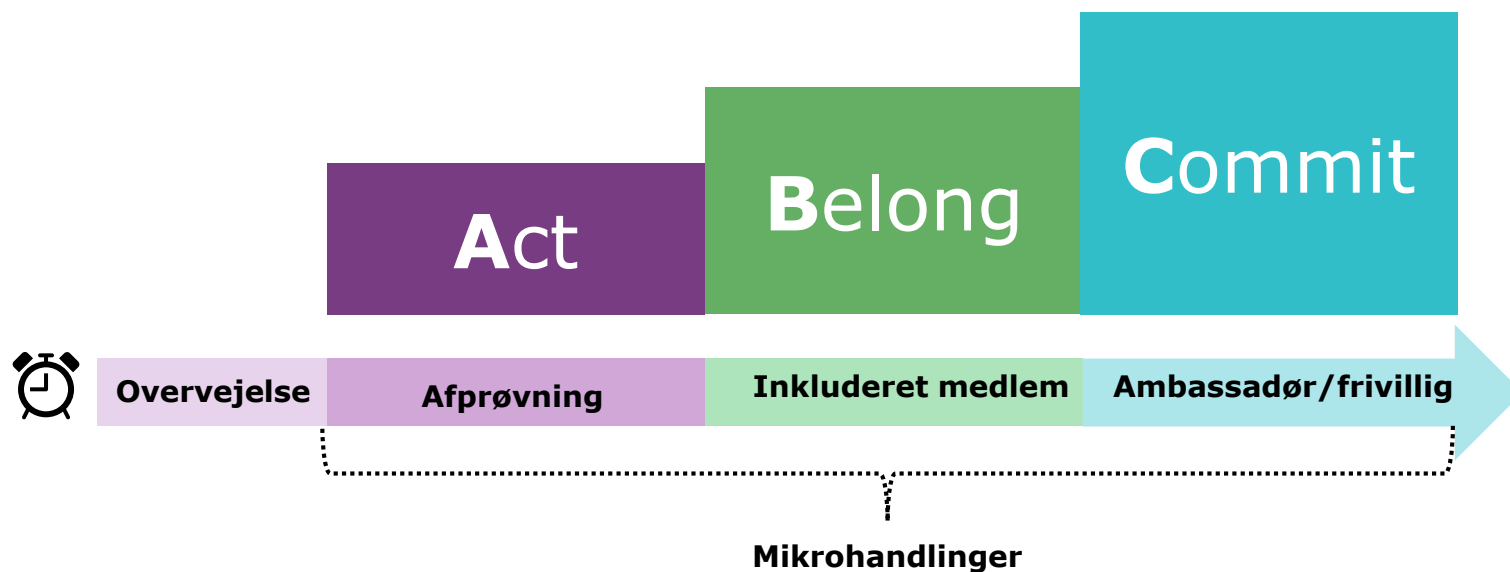 Act
Belong
Commit
Overvejelse
Afprøvning
Inkluderet medlem
Ambassadør/frivillig
Mikrohandlinger